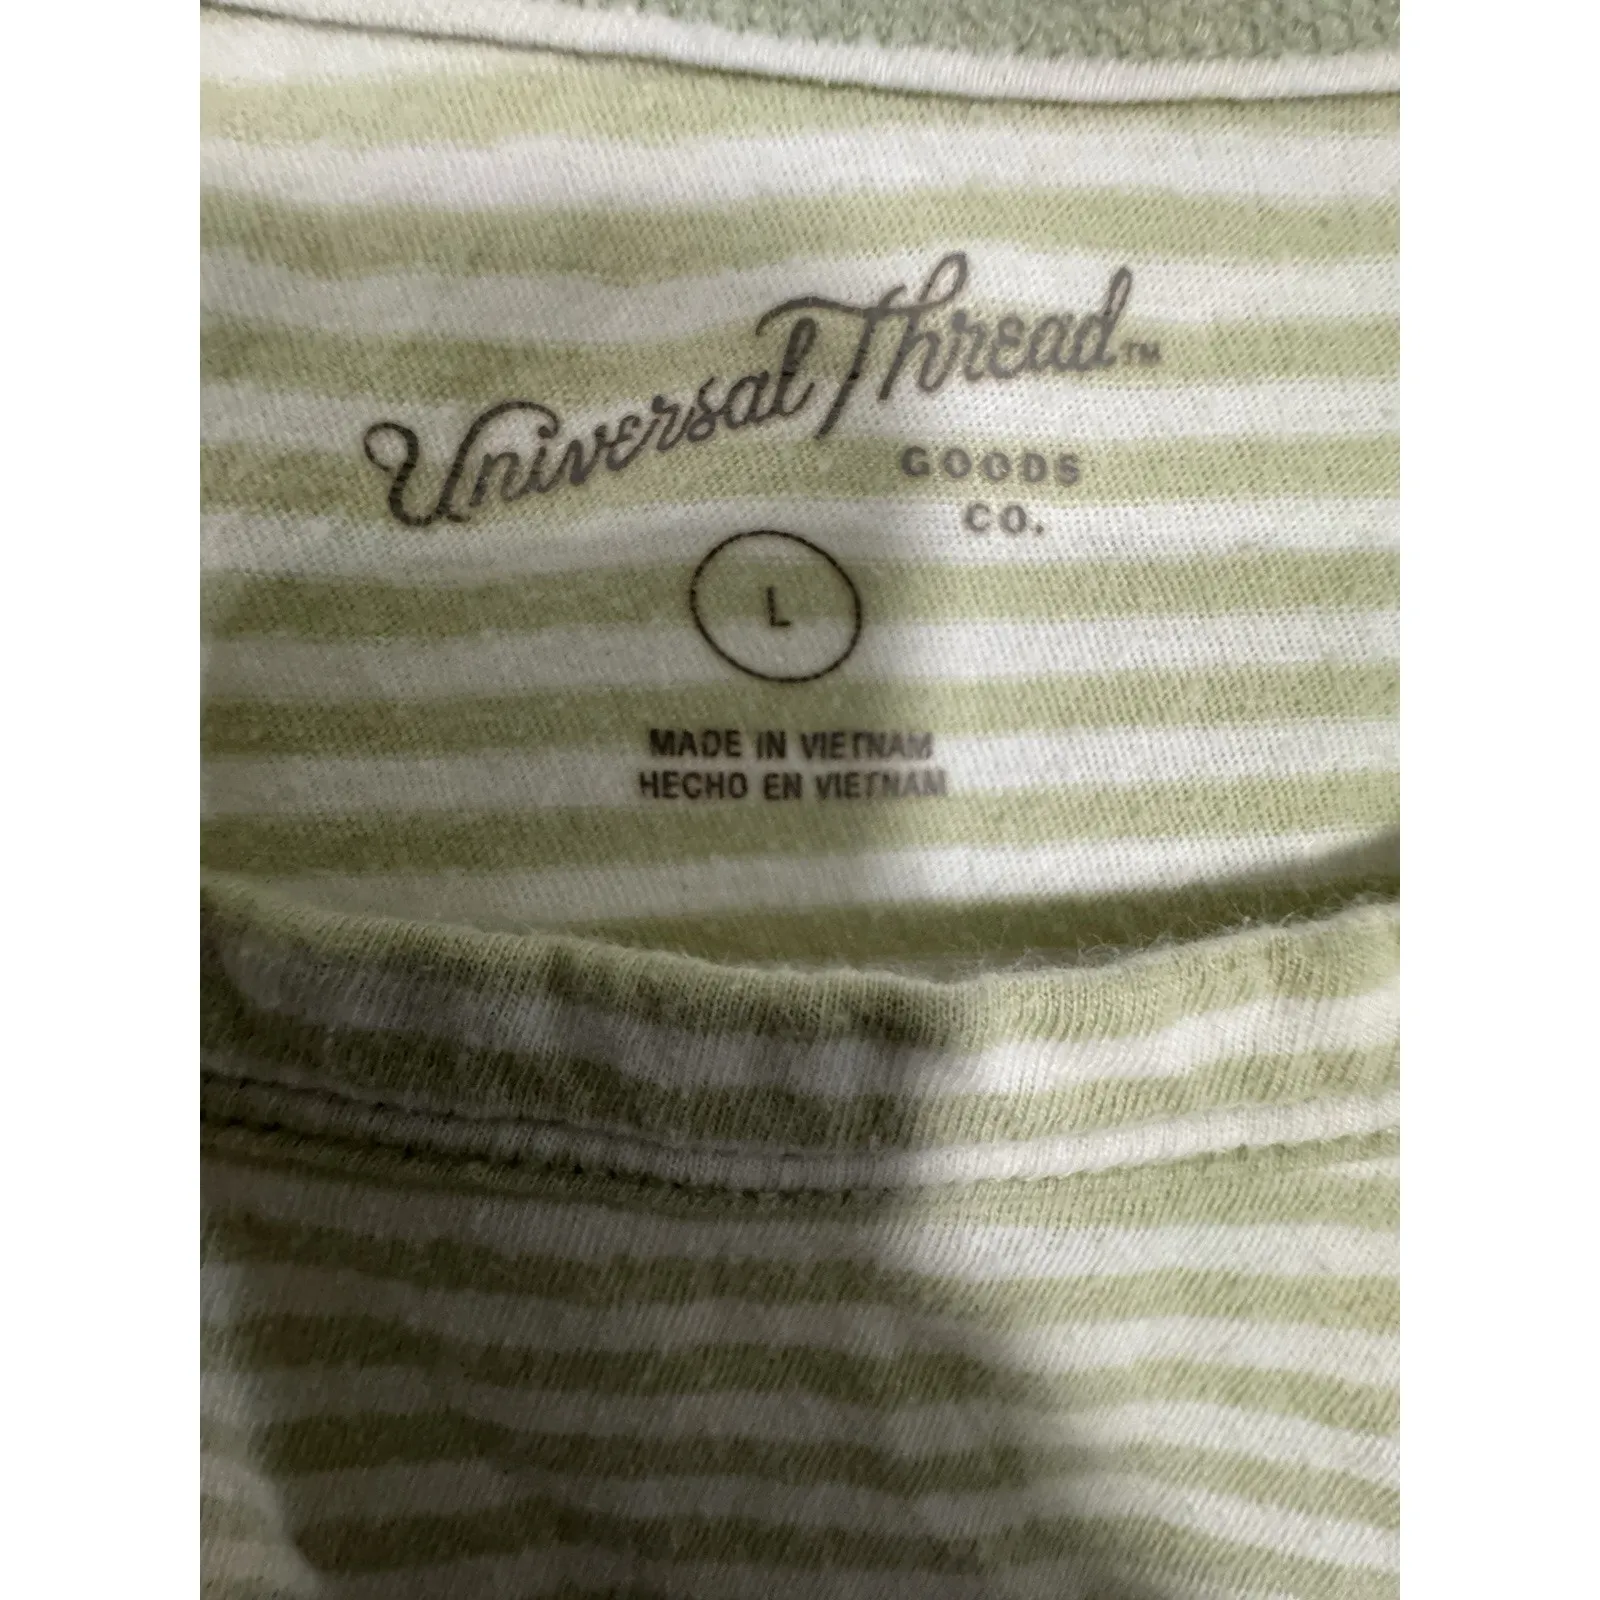 Universal Thread™
GOODS
CO.
L
MADE IN VIETNAM
HECHO EN VIETNAM